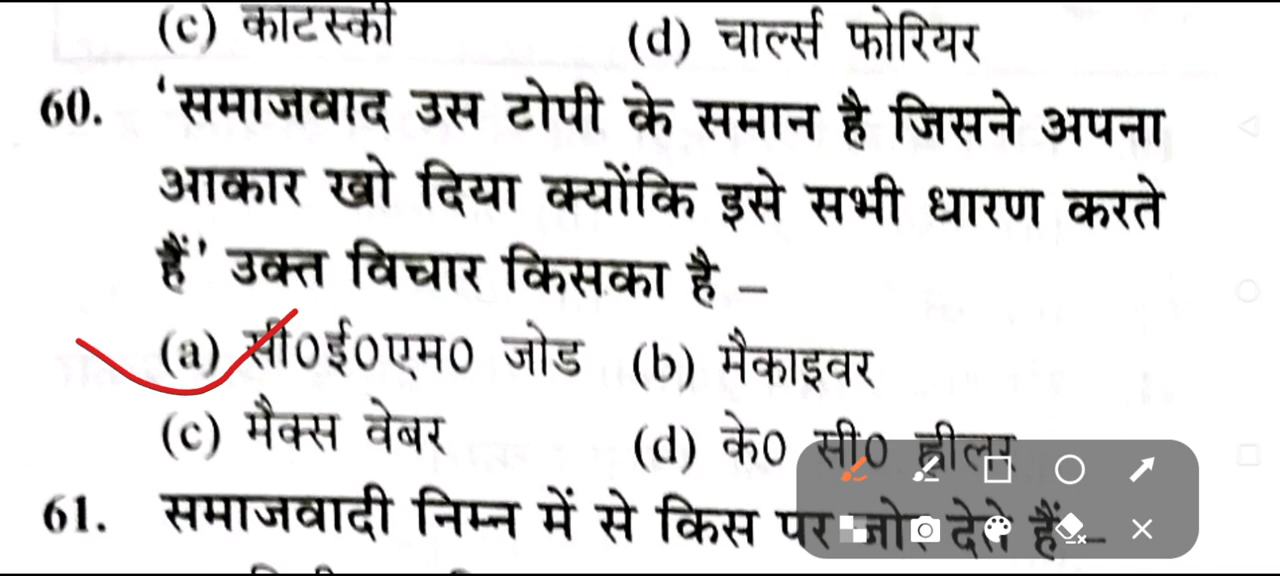 (c) काटस्की (d) चार्ल्स फोरियर
60. 'समाजवाद उस टोपी के समान है जिसने अपना
आकार खो दिया क्योंकि इसे सभी धारण करते
हैं' उक्त विचार किसका है –
(a) सी0ई0एम0 जोड (b) मैकाइवर
(c) मैक्स वेबर (d) के0 सी0 ह्वीलर
61. समाजवादी निम्न में से किस पर जोर देते हैं –